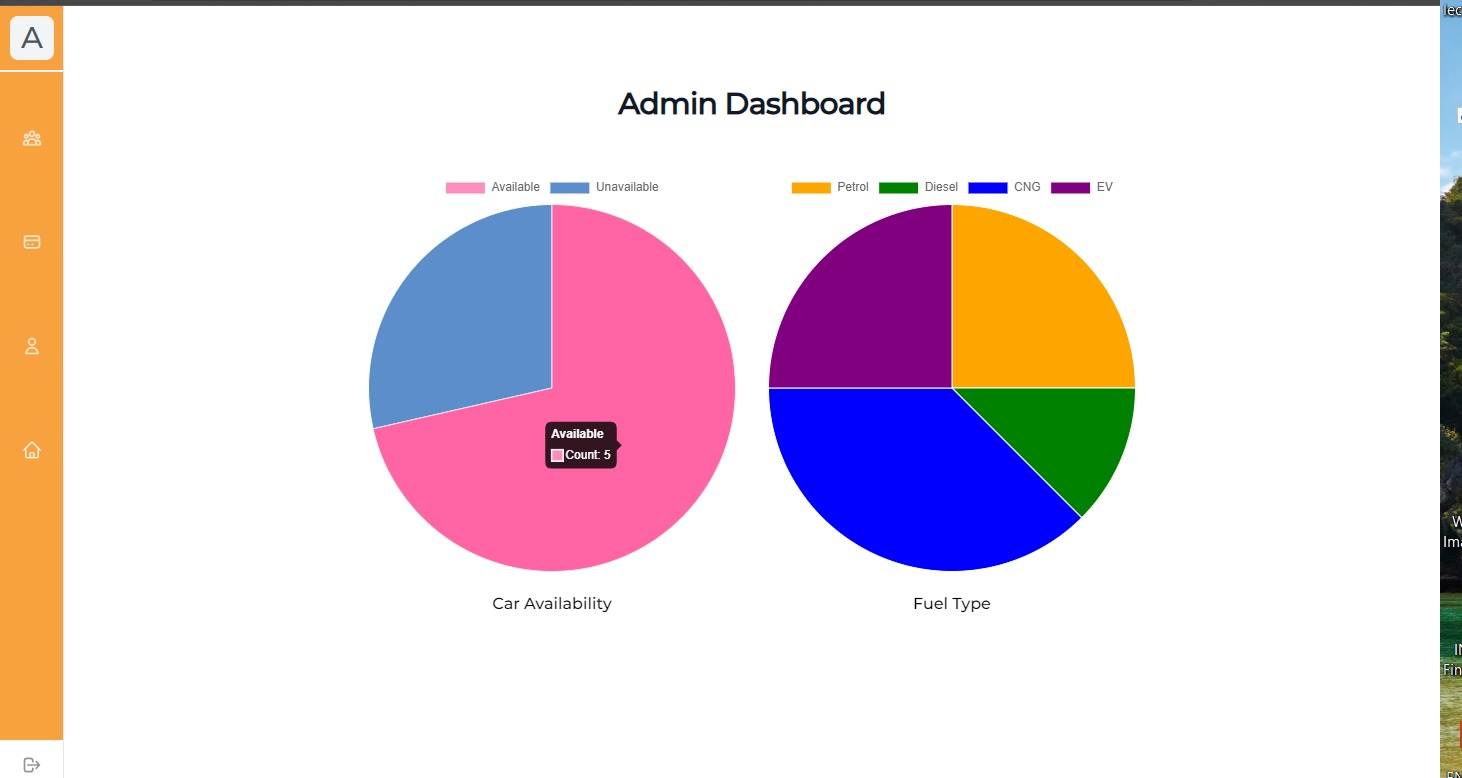 A
Admin Dashboard
Available Unavailable
Petrol Diesel CNG EV
Available
Count: 5
Car Availability
Fuel Type